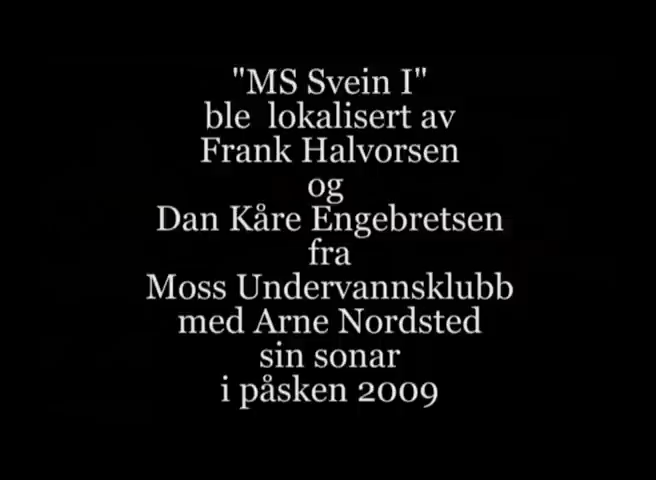 "MS Svein I"
ble lokalisert av
Frank Halvorsen
og
Dan Kåre Engebretsen
fra
Moss Undervannsklubb
med Arne Nordsted
sin sonar
i påsken 2009